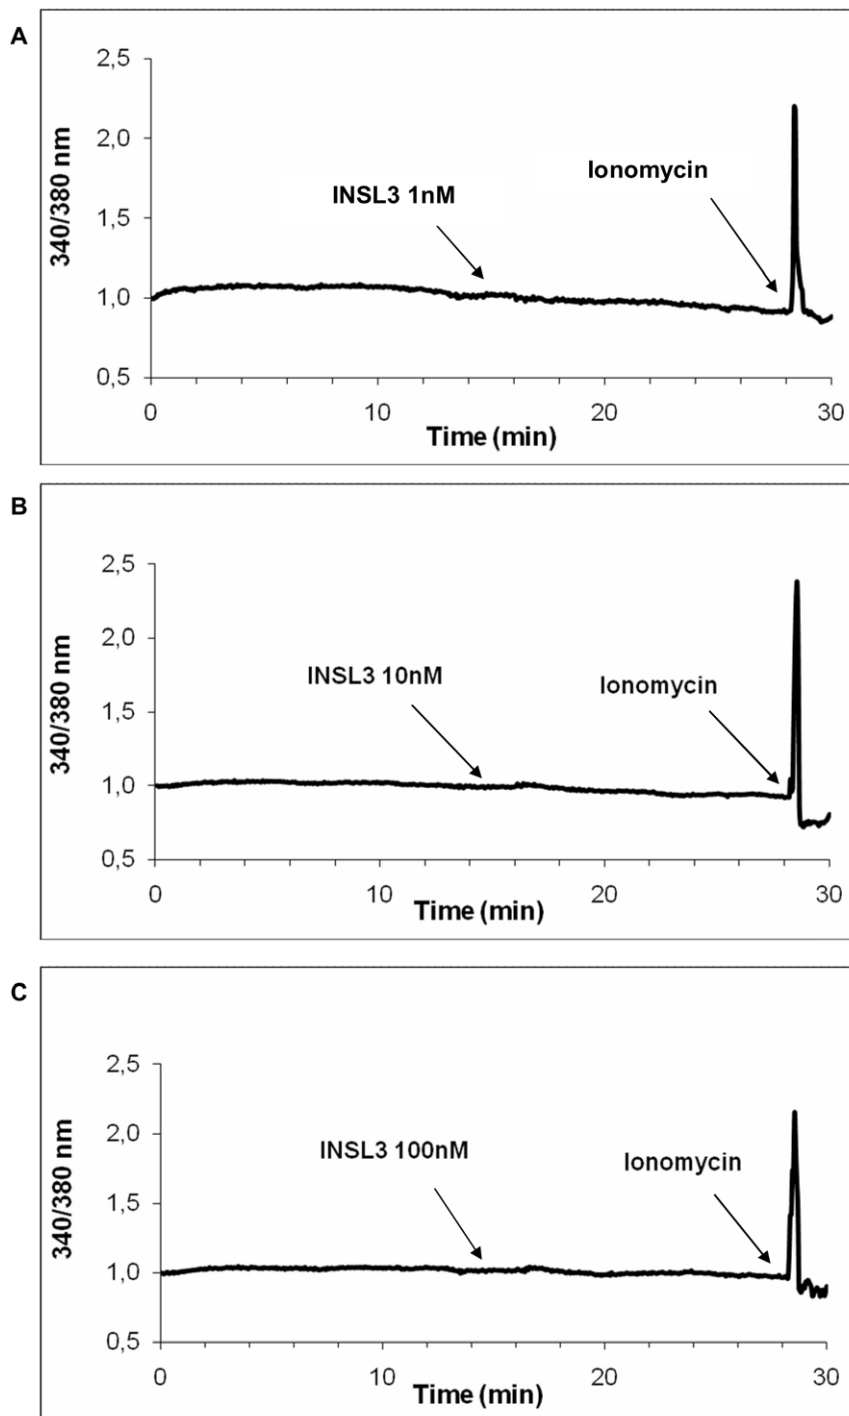 A
2,5
2,0
1,5
1,0
0,5
340/380 nm
INSL3 1nM
Ionomycin
0
10
20
30
Time (min)
B
2,5
2,0
1,5
1,0
0,5
340/380 nm
INSL3 10nM
Ionomycin
0
10
20
30
Time (min)
C
2,5
2,0
1,5
1,0
0,5
340/380 nm
INSL3 100nM
Ionomycin
0
10
20
30
Time (min)